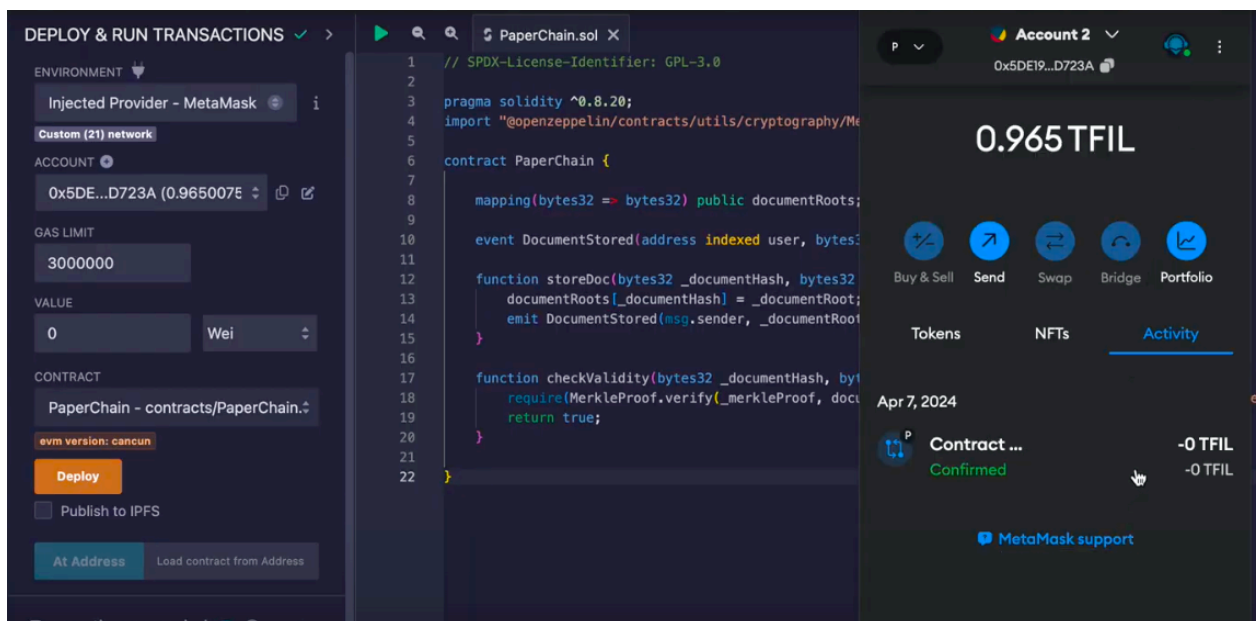 DEPLOY & RUN TRANSACTIONS
ENVIRONMENT
Injected Provider - MetaMask
i
Custom (21) network
ACCOUNT
0x5DE...D723A (0.9650075
GAS LIMIT
3000000
VALUE
0
Wei
CONTRACT
PaperChain - contracts/PaperChain.
evm version: cancun
Deploy
Publish to IPFS
At Address
Load contract from Address
PaperChain.sol
1 // SPDX-License-Identifier: GPL-3.0
2
3 pragma solidity ^0.8.20;
4 import "@openzeppelin/contracts/utils/cryptography/Me
5
6 contract PaperChain {
7
8 mapping(bytes32 => bytes32) public documentRoots;
9
10 event DocumentStored(address indexed user, bytes3
11
12 function storeDoc(bytes32 _documentHash, bytes32
13 documentRoots[_documentHash] = _documentRoot;
14 emit DocumentStored(msg.sender, _documentRoot
15 }
16
17 function checkValidity(bytes32 _documentHash, byt
18 require(MerkleProof.verify(_merkleProof, docu
19 return true;
20 }
21
22 }
P
Account 2
0x5DE19...D723A
0.965 TFIL
Buy & Sell
Send
Swap
Bridge
Portfolio
Tokens
NFTs
Activity
Apr 7, 2024
P
Contract ...
-0 TFIL
Confirmed
-0 TFIL
MetaMask support